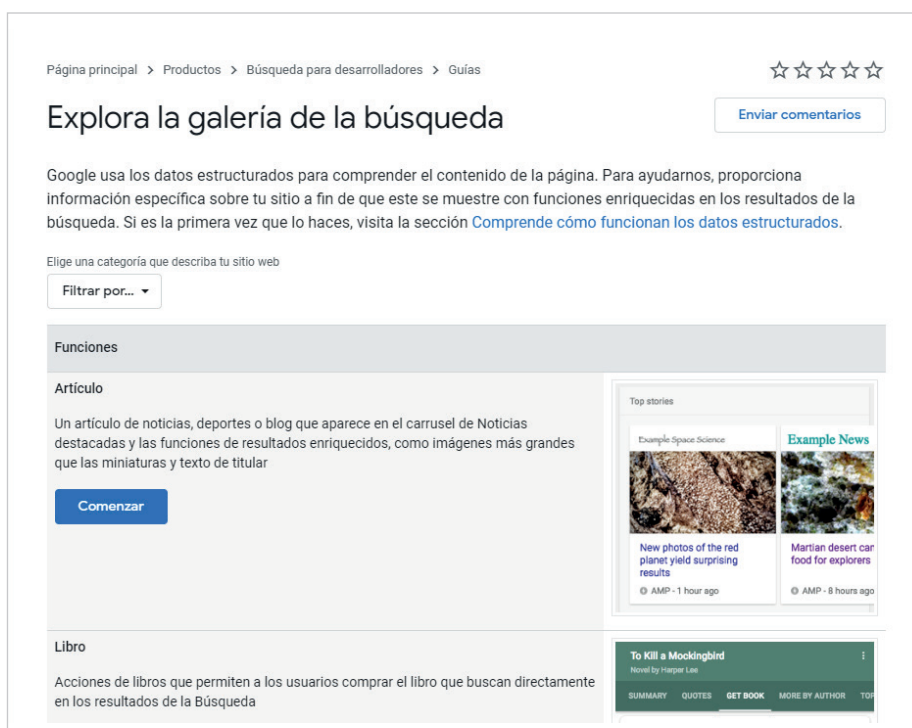 Página principal > Productos > Búsqueda para desarrolladores > Guías
Explora la galería de la búsqueda
Enviar comentarios
Google usa los datos estructurados para comprender el contenido de la página. Para ayudarnos, proporciona
información específica sobre tu sitio a fin de que este se muestre con funciones enriquecidas en los resultados de la
búsqueda. Si es la primera vez que lo haces, visita la sección Comprende cómo funcionan los datos estructurados.
Elige una categoría que describa tu sitio web
Filtrar por...
Funciones
Artículo
Un artículo de noticias, deportes o blog que aparece en el carrusel de Noticias
destacadas y las funciones de resultados enriquecidos, como imágenes más grandes
que las miniaturas y texto de titular
Comenzar
Top stories
Example Space Science
New photos of the red
planet yield surprising
results
AMP - 1 hour ago
Example News
Martian desert can
food for explorers
AMP - 8 hours ago
Libro
Acciones de libros que permiten a los usuarios comprar el libro que buscan directamente
en los resultados de la Búsqueda
To Kill a Mockingbird
Novel by Harper Lee
SUMMARY QUOTES GET BOOK MORE BY AUTHOR TOP